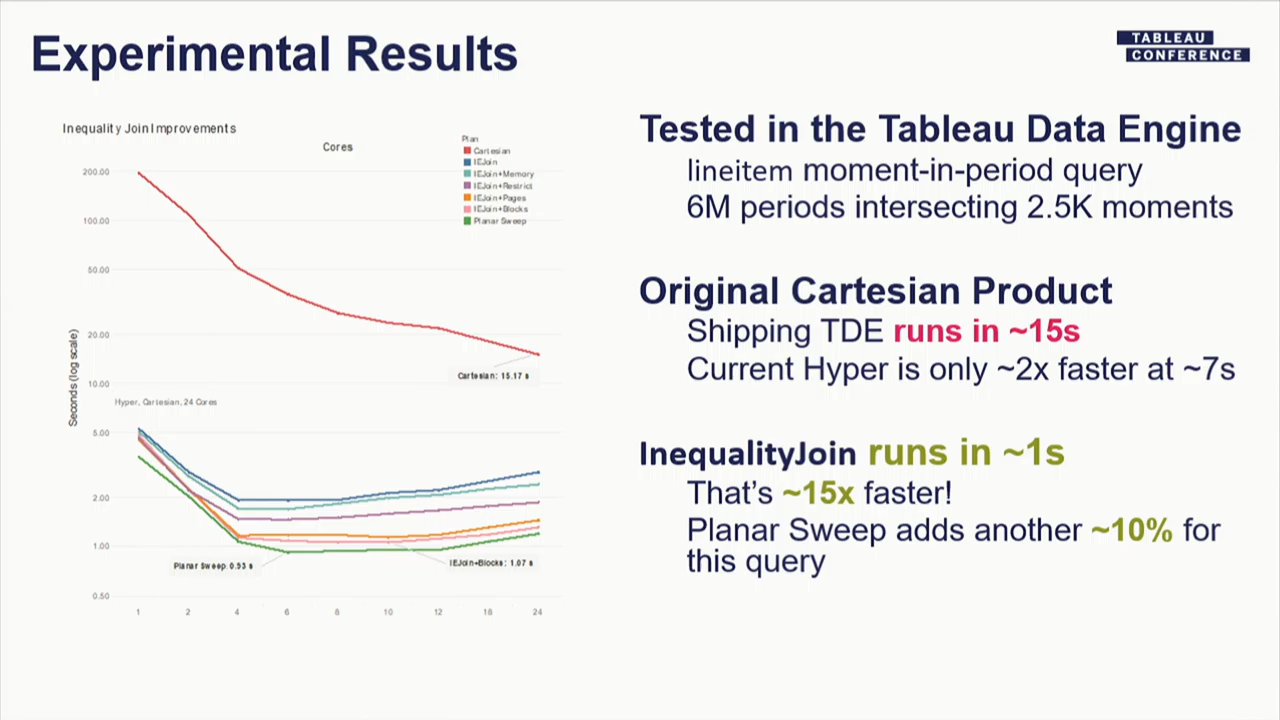 Experimental Results
TABLEAU
CONFERENCE
Inequality Join Improvements
Cores
Plan
Cartesian
IEJoin
IEJoin+Memory
IEJoin+Restrict
IEJoin+Pages
IEJoin+Blocks
Planar Sweep
Seconds (log scale)
200.00
100.00
50.00
20.00
10.00
5.00
2.00
1.00
0.50
Cartesian: 15.17 s
Hyper, Cartesian, 24 Cores
Planar Sweep: 0.93 s
IEJoin+Blocks: 1.07 s
1 2 4 6 8 10 12 18 24
Tested in the Tableau Data Engine
lineitem moment-in-period query
6M periods intersecting 2.5K moments
Original Cartesian Product
Shipping TDE runs in ~15s
Current Hyper is only ~2x faster at ~7s
InequalityJoin runs in ~1s
That's ~15x faster!
Planar Sweep adds another ~10% for
this query